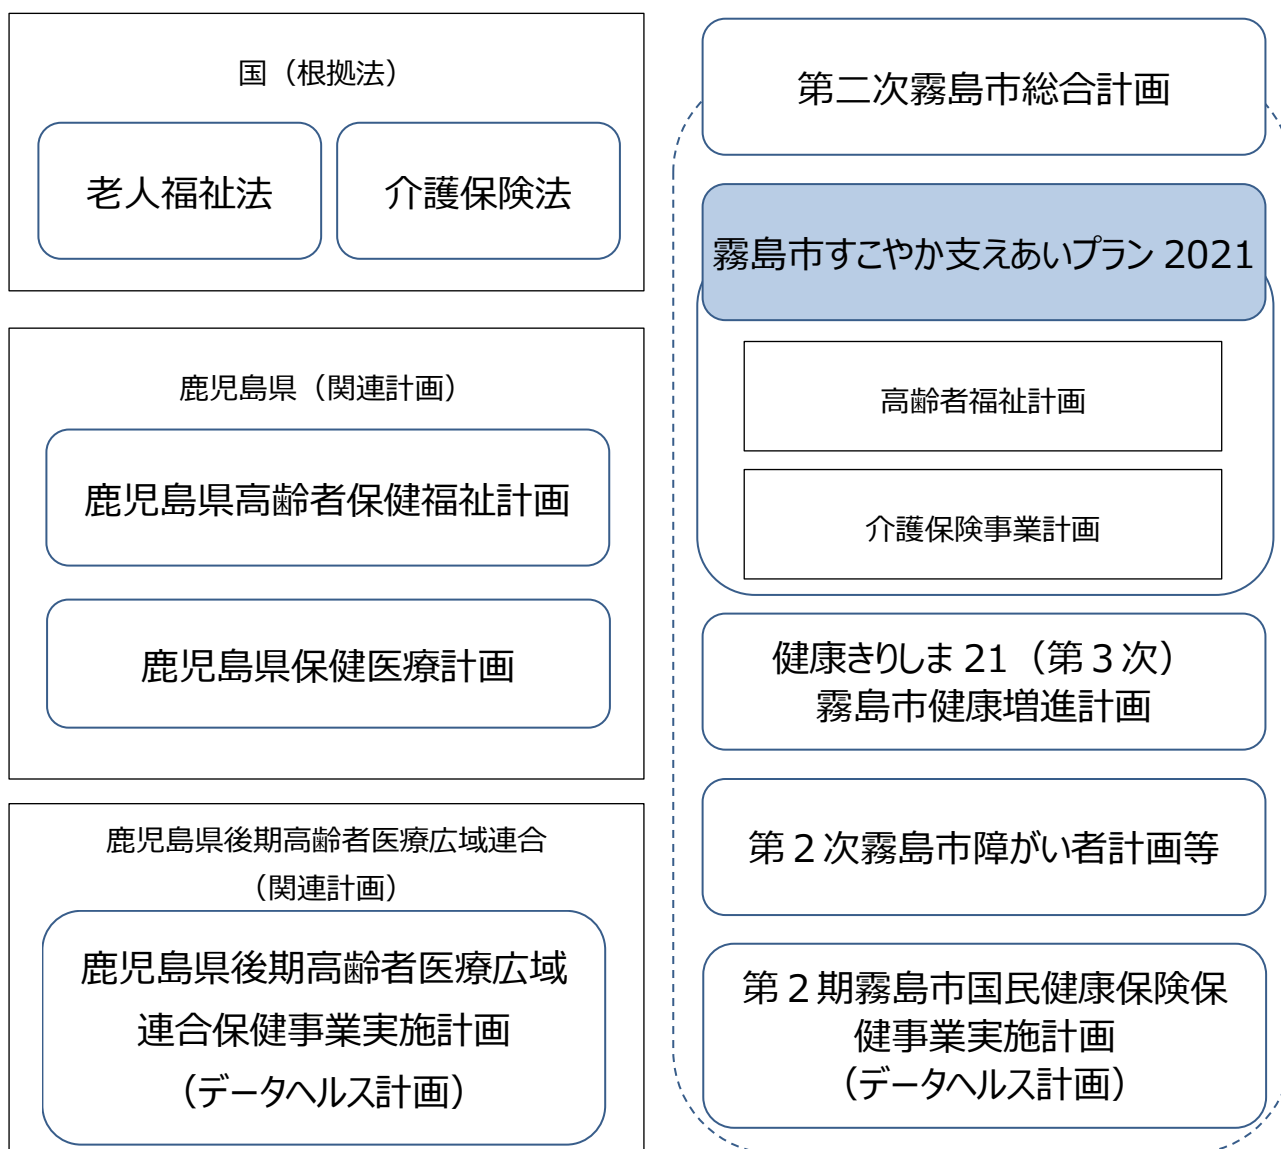 国（根拠法）
老人福祉法
介護保険法
鹿児島県（関連計画）
鹿児島県高齢者保健福祉計画
鹿児島県保健医療計画
鹿児島県後期高齢者医療広域連合
（関連計画）
鹿児島県後期高齢者医療広域
連合保健事業実施計画
（データヘルス計画）
第二次霧島市総合計画
霧島市すこやか支えあいプラン 2021
高齢者福祉計画
介護保険事業計画
健康きりしま 21（第３次）
霧島市健康増進計画
第２次霧島市障がい者計画等
第２期霧島市国民健康保険保
健事業実施計画
（データヘルス計画）